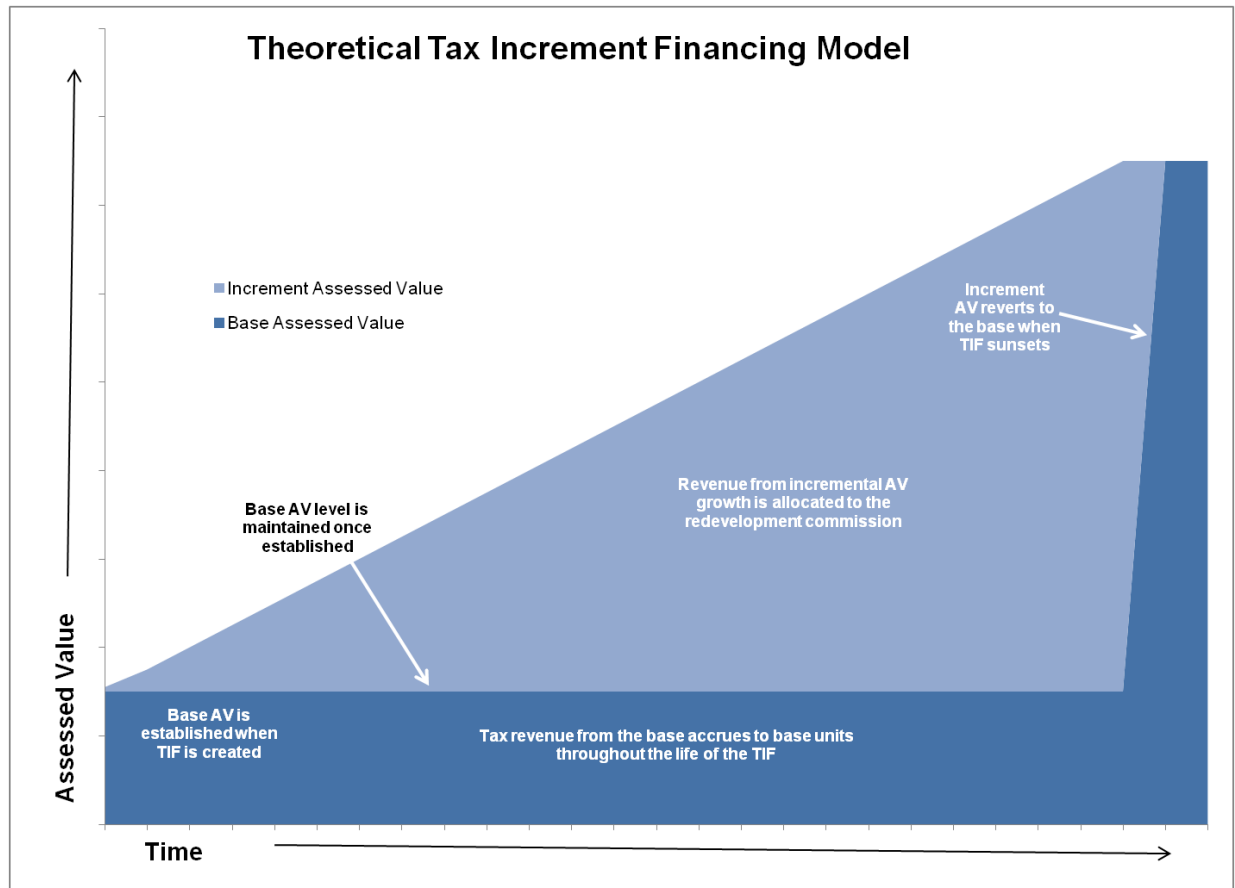 Theoretical Tax Increment Financing Model
Assessed Value
Increment Assessed Value
Base Assessed Value
Increment
AV reverts to
the base when
TIF sunsets
Revenue from incremental AV
growth is allocated to the
redevelopment commission
Base AV level is
maintained once
established
Base AV is
established when
TIF is created
Tax revenue from the base accrues to base units
throughout the life of the TIF
Time